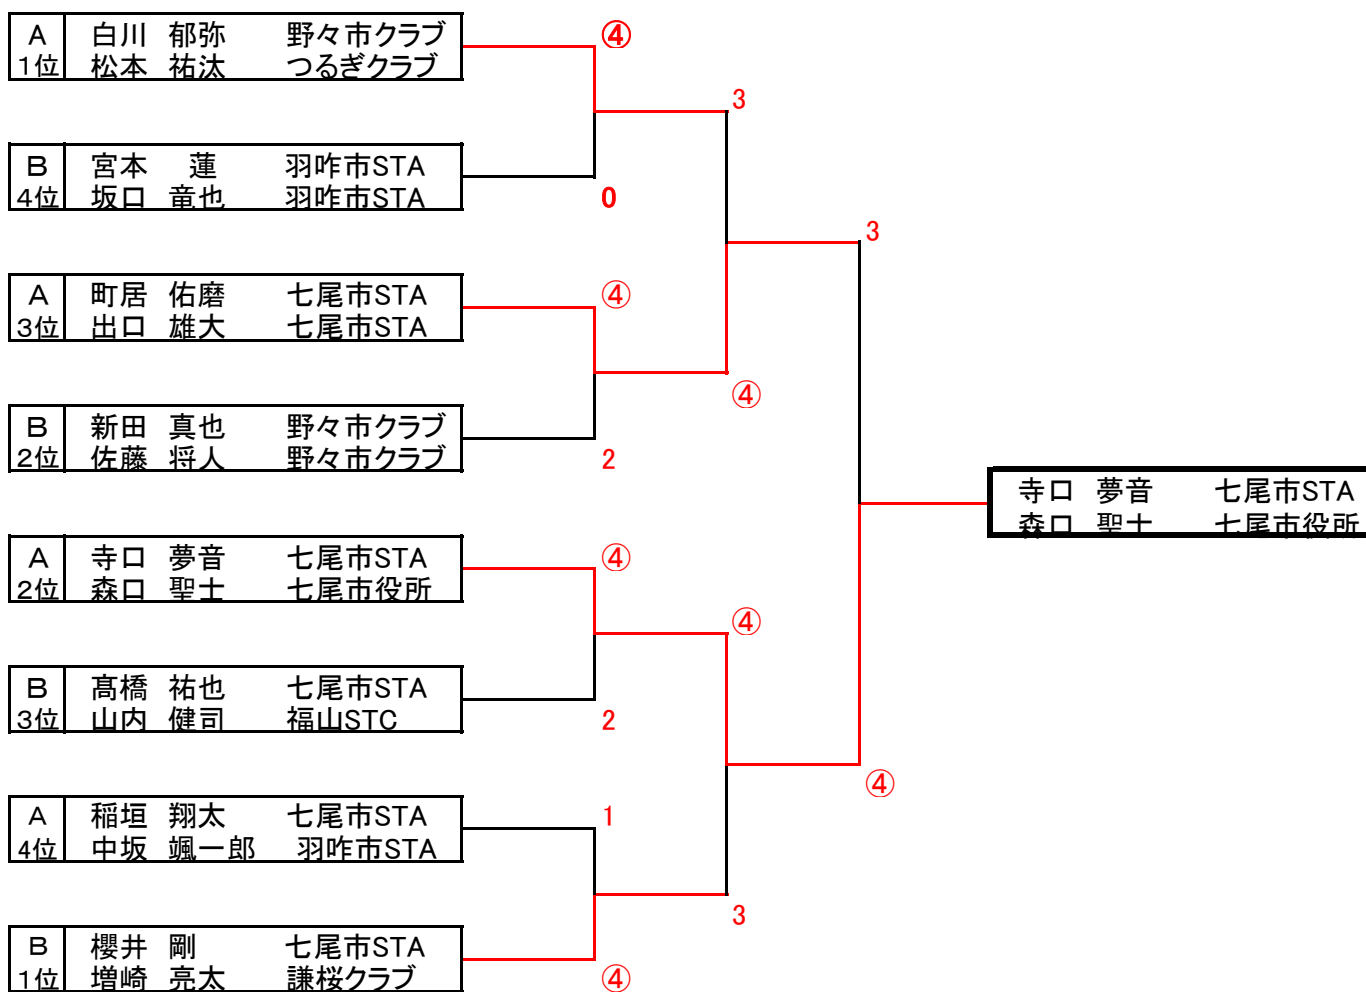 A 白川 郁弥 野々市クラブ ④
1位 松本 祐汰 つるぎクラブ
3
B 宮本 蓮 羽咋市STA
4位 坂口 竜也 羽咋市STA 0
3
A 町居 佑磨 七尾市STA ④
3位 出口 雄大 七尾市STA
④
B 新田 真也 野々市クラブ
2位 佐藤 将人 野々市クラブ 2
寺口 夢音 七尾市STA
森口 聖士 七尾市役所
A 寺口 夢音 七尾市STA ④
2位 森口 聖士 七尾市役所
④
B 髙橋 祐也 七尾市STA
3位 山内 健司 福山STC 2
④
A 稲垣 翔太 七尾市STA 1
4位 中坂 颯一郎 羽咋市STA
3
B 櫻井 剛 七尾市STA
1位 増崎 亮太 謙桜クラブ ④